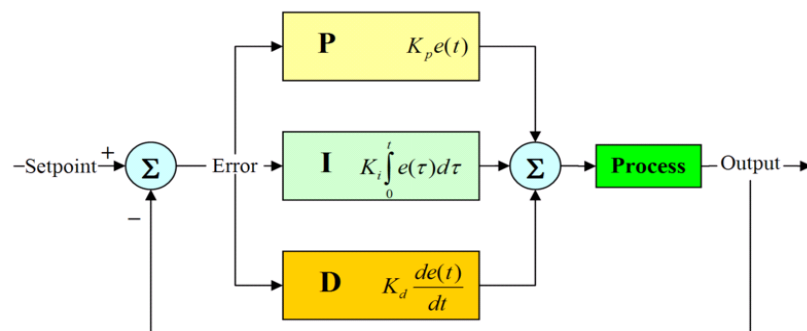 P K_p e(t)
Setpoint + Σ Error I K_i ∫_0^t e(τ)dτ Σ Process Output
−
D K_d de(t)/dt